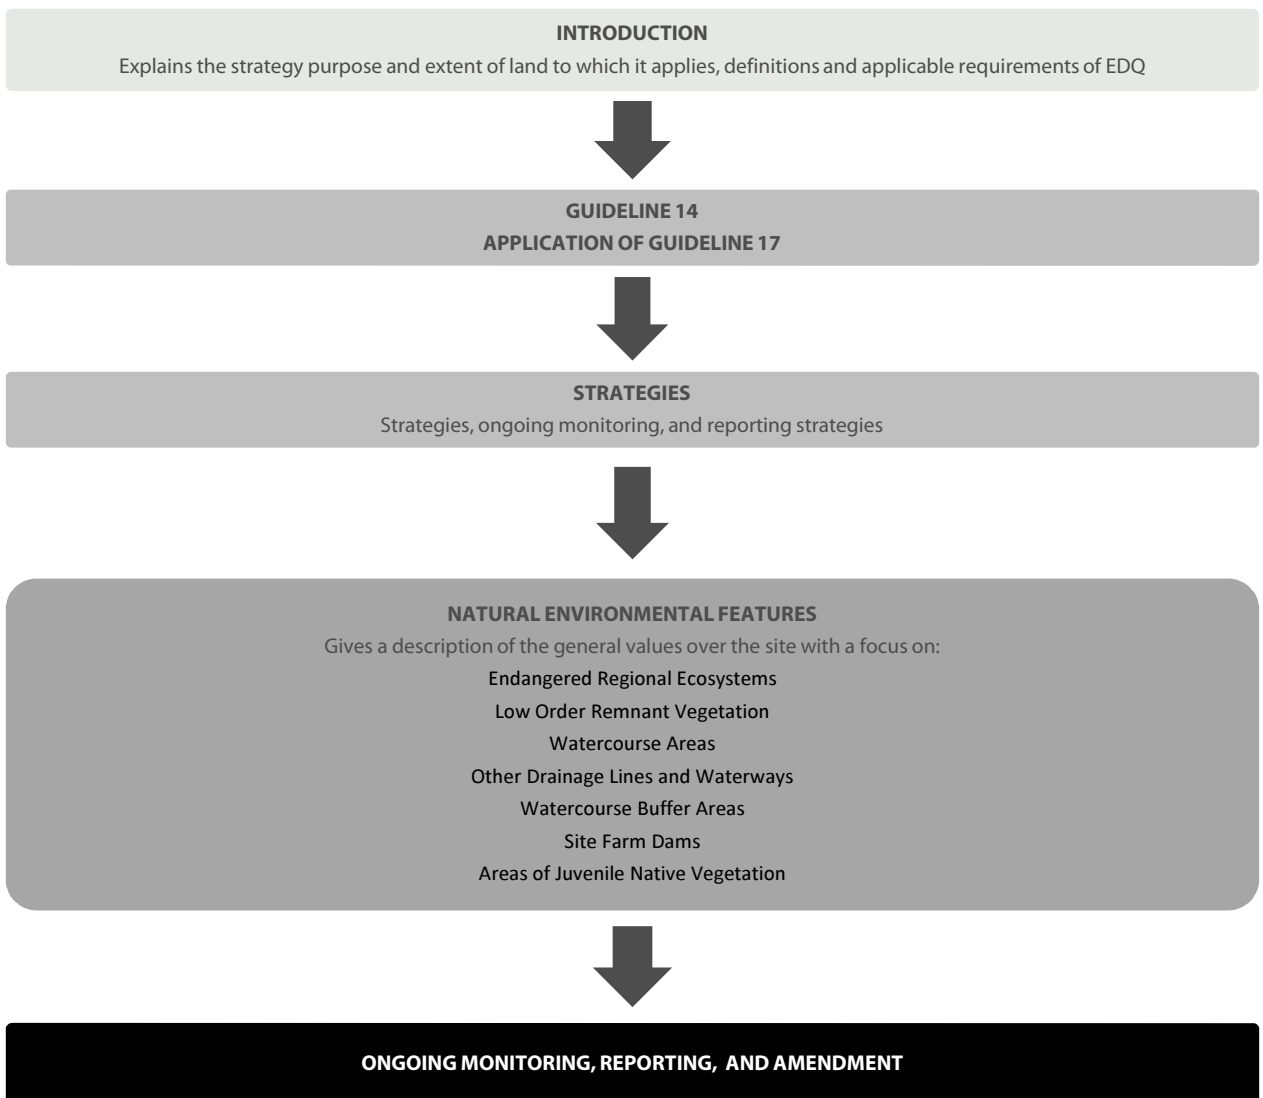 INTRODUCTION
Explains the strategy purpose and extent of land to which it applies, definitions and applicable requirements of EDQ
GUIDELINE 14
APPLICATION OF GUIDELINE 17
STRATEGIES
Strategies, ongoing monitoring, and reporting strategies
NATURAL ENVIRONMENTAL FEATURES
Gives a description of the general values over the site with a focus on:
Endangered Regional Ecosystems
Low Order Remnant Vegetation
Watercourse Areas
Other Drainage Lines and Waterways
Watercourse Buffer Areas
Site Farm Dams
Areas of Juvenile Native Vegetation
ONGOING MONITORING, REPORTING, AND AMENDMENT